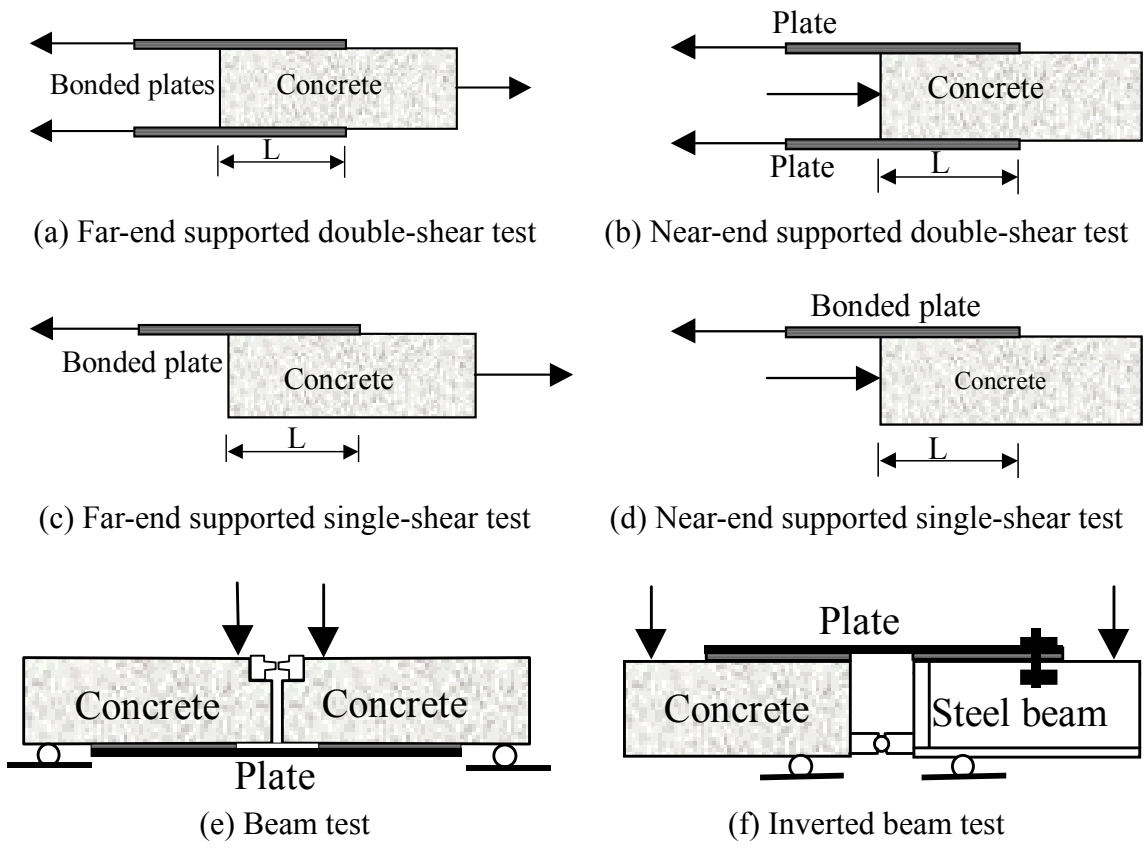 Bonded plates
Concrete
L
(a) Far-end supported double-shear test
Plate
Concrete
Plate
L
(b) Near-end supported double-shear test
Bonded plate
Concrete
L
(c) Far-end supported single-shear test
Bonded plate
Concrete
L
(d) Near-end supported single-shear test
Concrete
Concrete
Plate
(e) Beam test
Plate
Concrete
Steel beam
(f) Inverted beam test